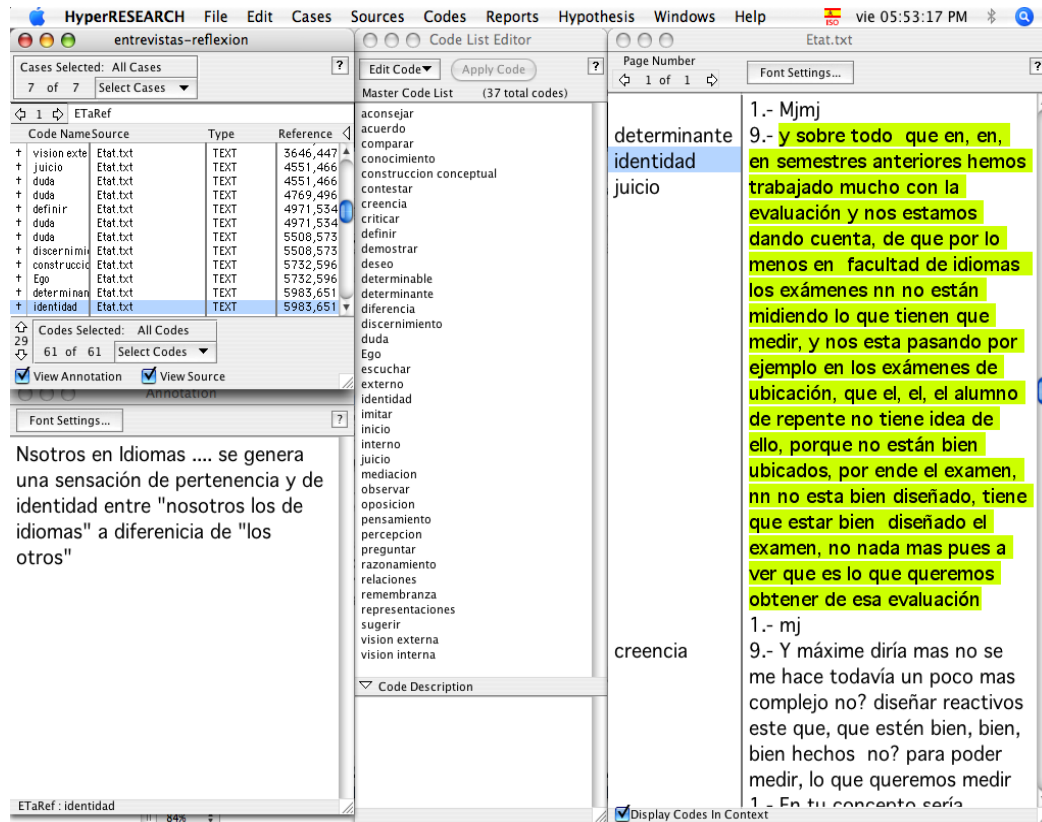 HyperRESEARCH File Edit Cases Sources Codes Reports Hypothesis Windows Help ISO vie 05:53:17 PM
entrevistas-reflexion
Cases Selected: All Cases ?
7 of 7 Select Cases
1 ETaRef
Code Name Source Type Reference
vision exte Etat.txt TEXT 3646,447
juicio Etat.txt TEXT 4551,466
duda Etat.txt TEXT 4551,466
duda Etat.txt TEXT 4769,496
definir Etat.txt TEXT 4971,534
duda Etat.txt TEXT 4971,534
duda Etat.txt TEXT 5508,573
discernimi Etat.txt TEXT 5508,573
construccio Etat.txt TEXT 5732,596
Ego Etat.txt TEXT 5732,596
determinan Etat.txt TEXT 5983,651
identidad Etat.txt TEXT 5983,651
Codes Selected: All Codes
29
61 of 61 Select Codes
View Annotation View Source
Annotation
Font Settings... ?
Nsotros en Idiomas .... se genera
una sensación de pertenencia y de
identidad entre "nosotros los de
idiomas" a diferenicia de "los
otros"
ETaRef : identidad
84%
Code List Editor
Edit Code Apply Code ?
Master Code List (37 total codes)
aconsejar
acuerdo
comparar
conocimiento
construccion conceptual
contestar
creencia
criticar
definir
demostrar
deseo
determinable
determinante
diferencia
discernimiento
duda
Ego
escuchar
externo
identidad
imitar
inicio
interno
juicio
mediacion
observar
oposicion
pensamiento
percepcion
preguntar
razonamiento
relaciones
remembranza
representaciones
sugerir
vision externa
vision interna
Code Description
Etat.txt
Page Number
1 of 1 Font Settings... ?
1.- Mjmj
determinante 9.- y sobre todo que en, en,
identidad en semestres anteriores hemos
juicio trabajado mucho con la
evaluación y nos estamos
dando cuenta, de que por lo
menos en facultad de idiomas
los exámenes nn no están
midiendo lo que tienen que
medir, y nos esta pasando por
ejemplo en los exámenes de
ubicación, que el, el, el alumno
de repente no tiene idea de
ello, porque no están bien
ubicados, por ende el examen,
nn no esta bien diseñado, tiene
que estar bien diseñado el
examen, no nada mas pues a
ver que es lo que queremos
obtener de esa evaluación
1.- mj
creencia 9.- Y máxime diría mas no se
me hace todavía un poco mas
complejo no? diseñar reactivos
este que, que estén bien, bien,
bien hechos no? para poder
medir, lo que queremos medir
1.- En tu concepto sería
Display Codes In Context